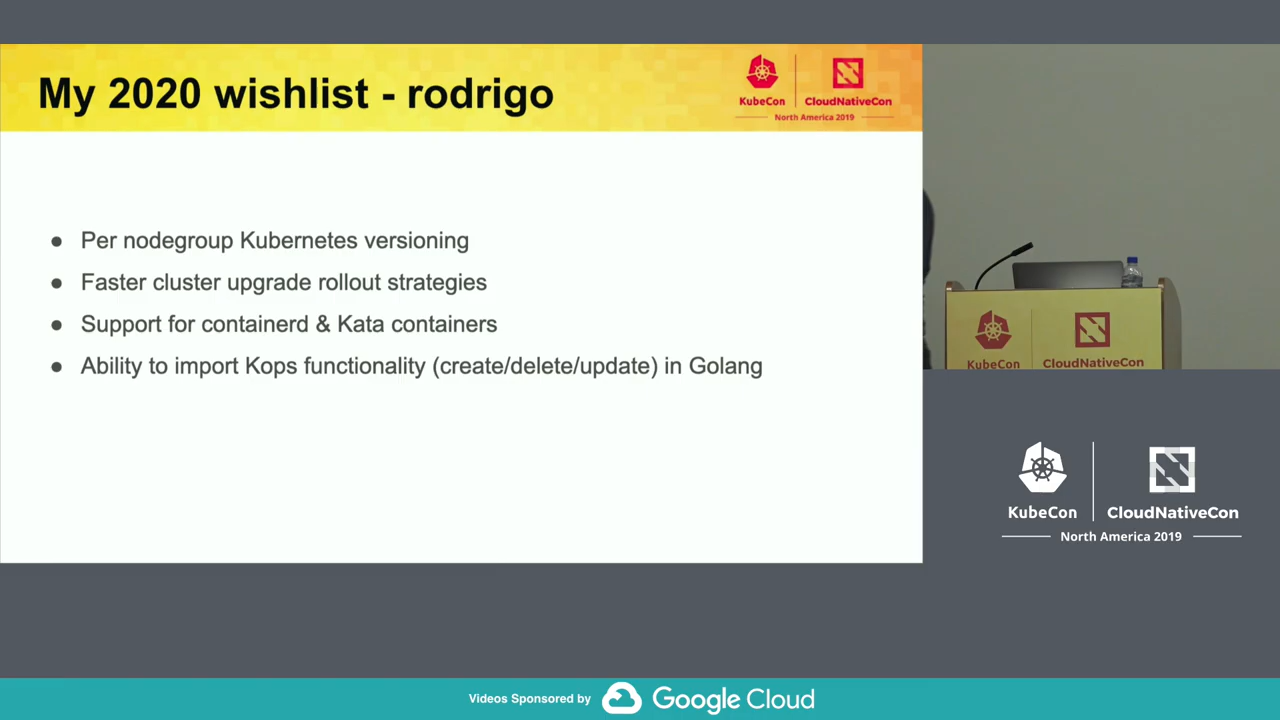 My 2020 wishlist - rodrigo
KubeCon
CloudNativeCon
North America 2019
● Per nodegroup Kubernetes versioning
● Faster cluster upgrade rollout strategies
● Support for containerd & Kata containers
● Ability to import Kops functionality (create/delete/update) in Golang
KubeCon
CloudNativeCon
KubeCon
CloudNativeCon
North America 2019
Videos Sponsored by
Google Cloud